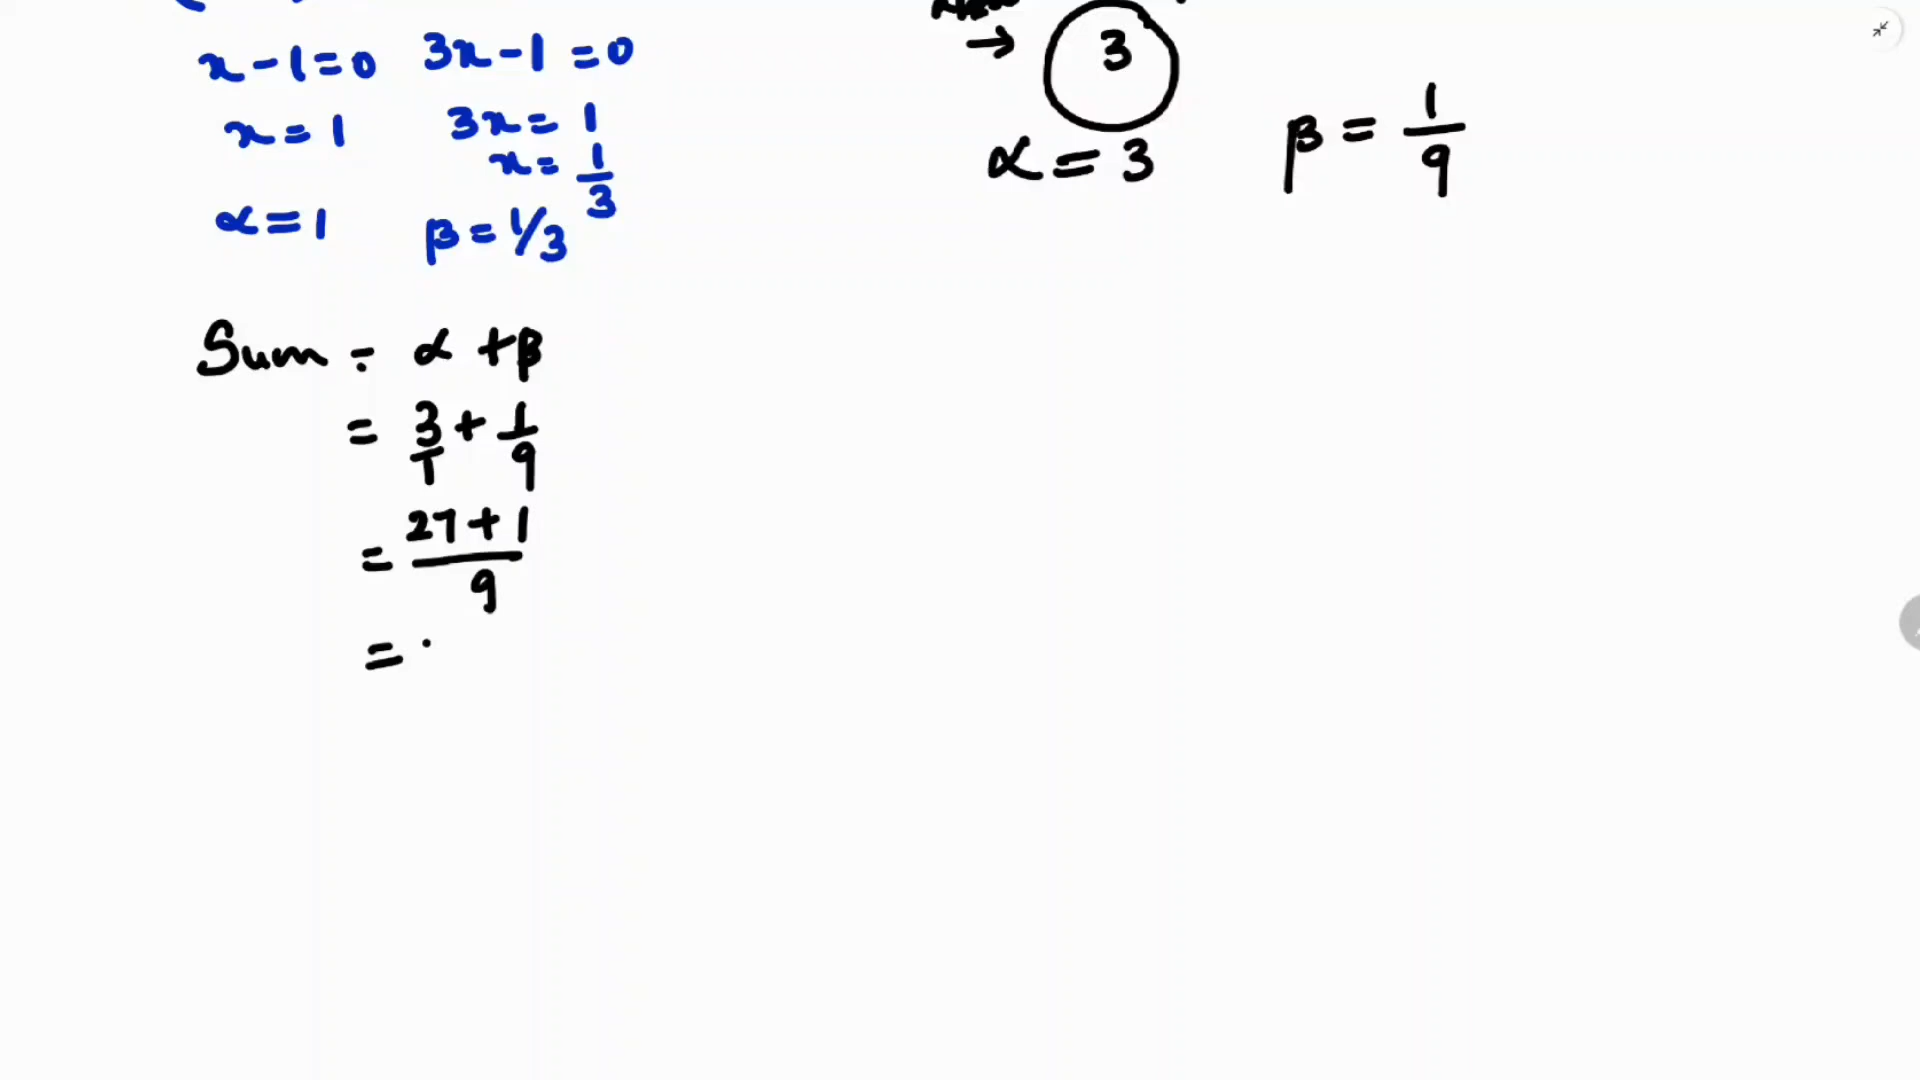 x - 1 = 0   3x - 1 = 0
x = 1   3x = 1
x = 1/3
α = 1   β = 1/3
→ 3
α = 3   β = 1/9
Sum = α + β
= 3/1 + 1/9
= 27 + 1 / 9
=